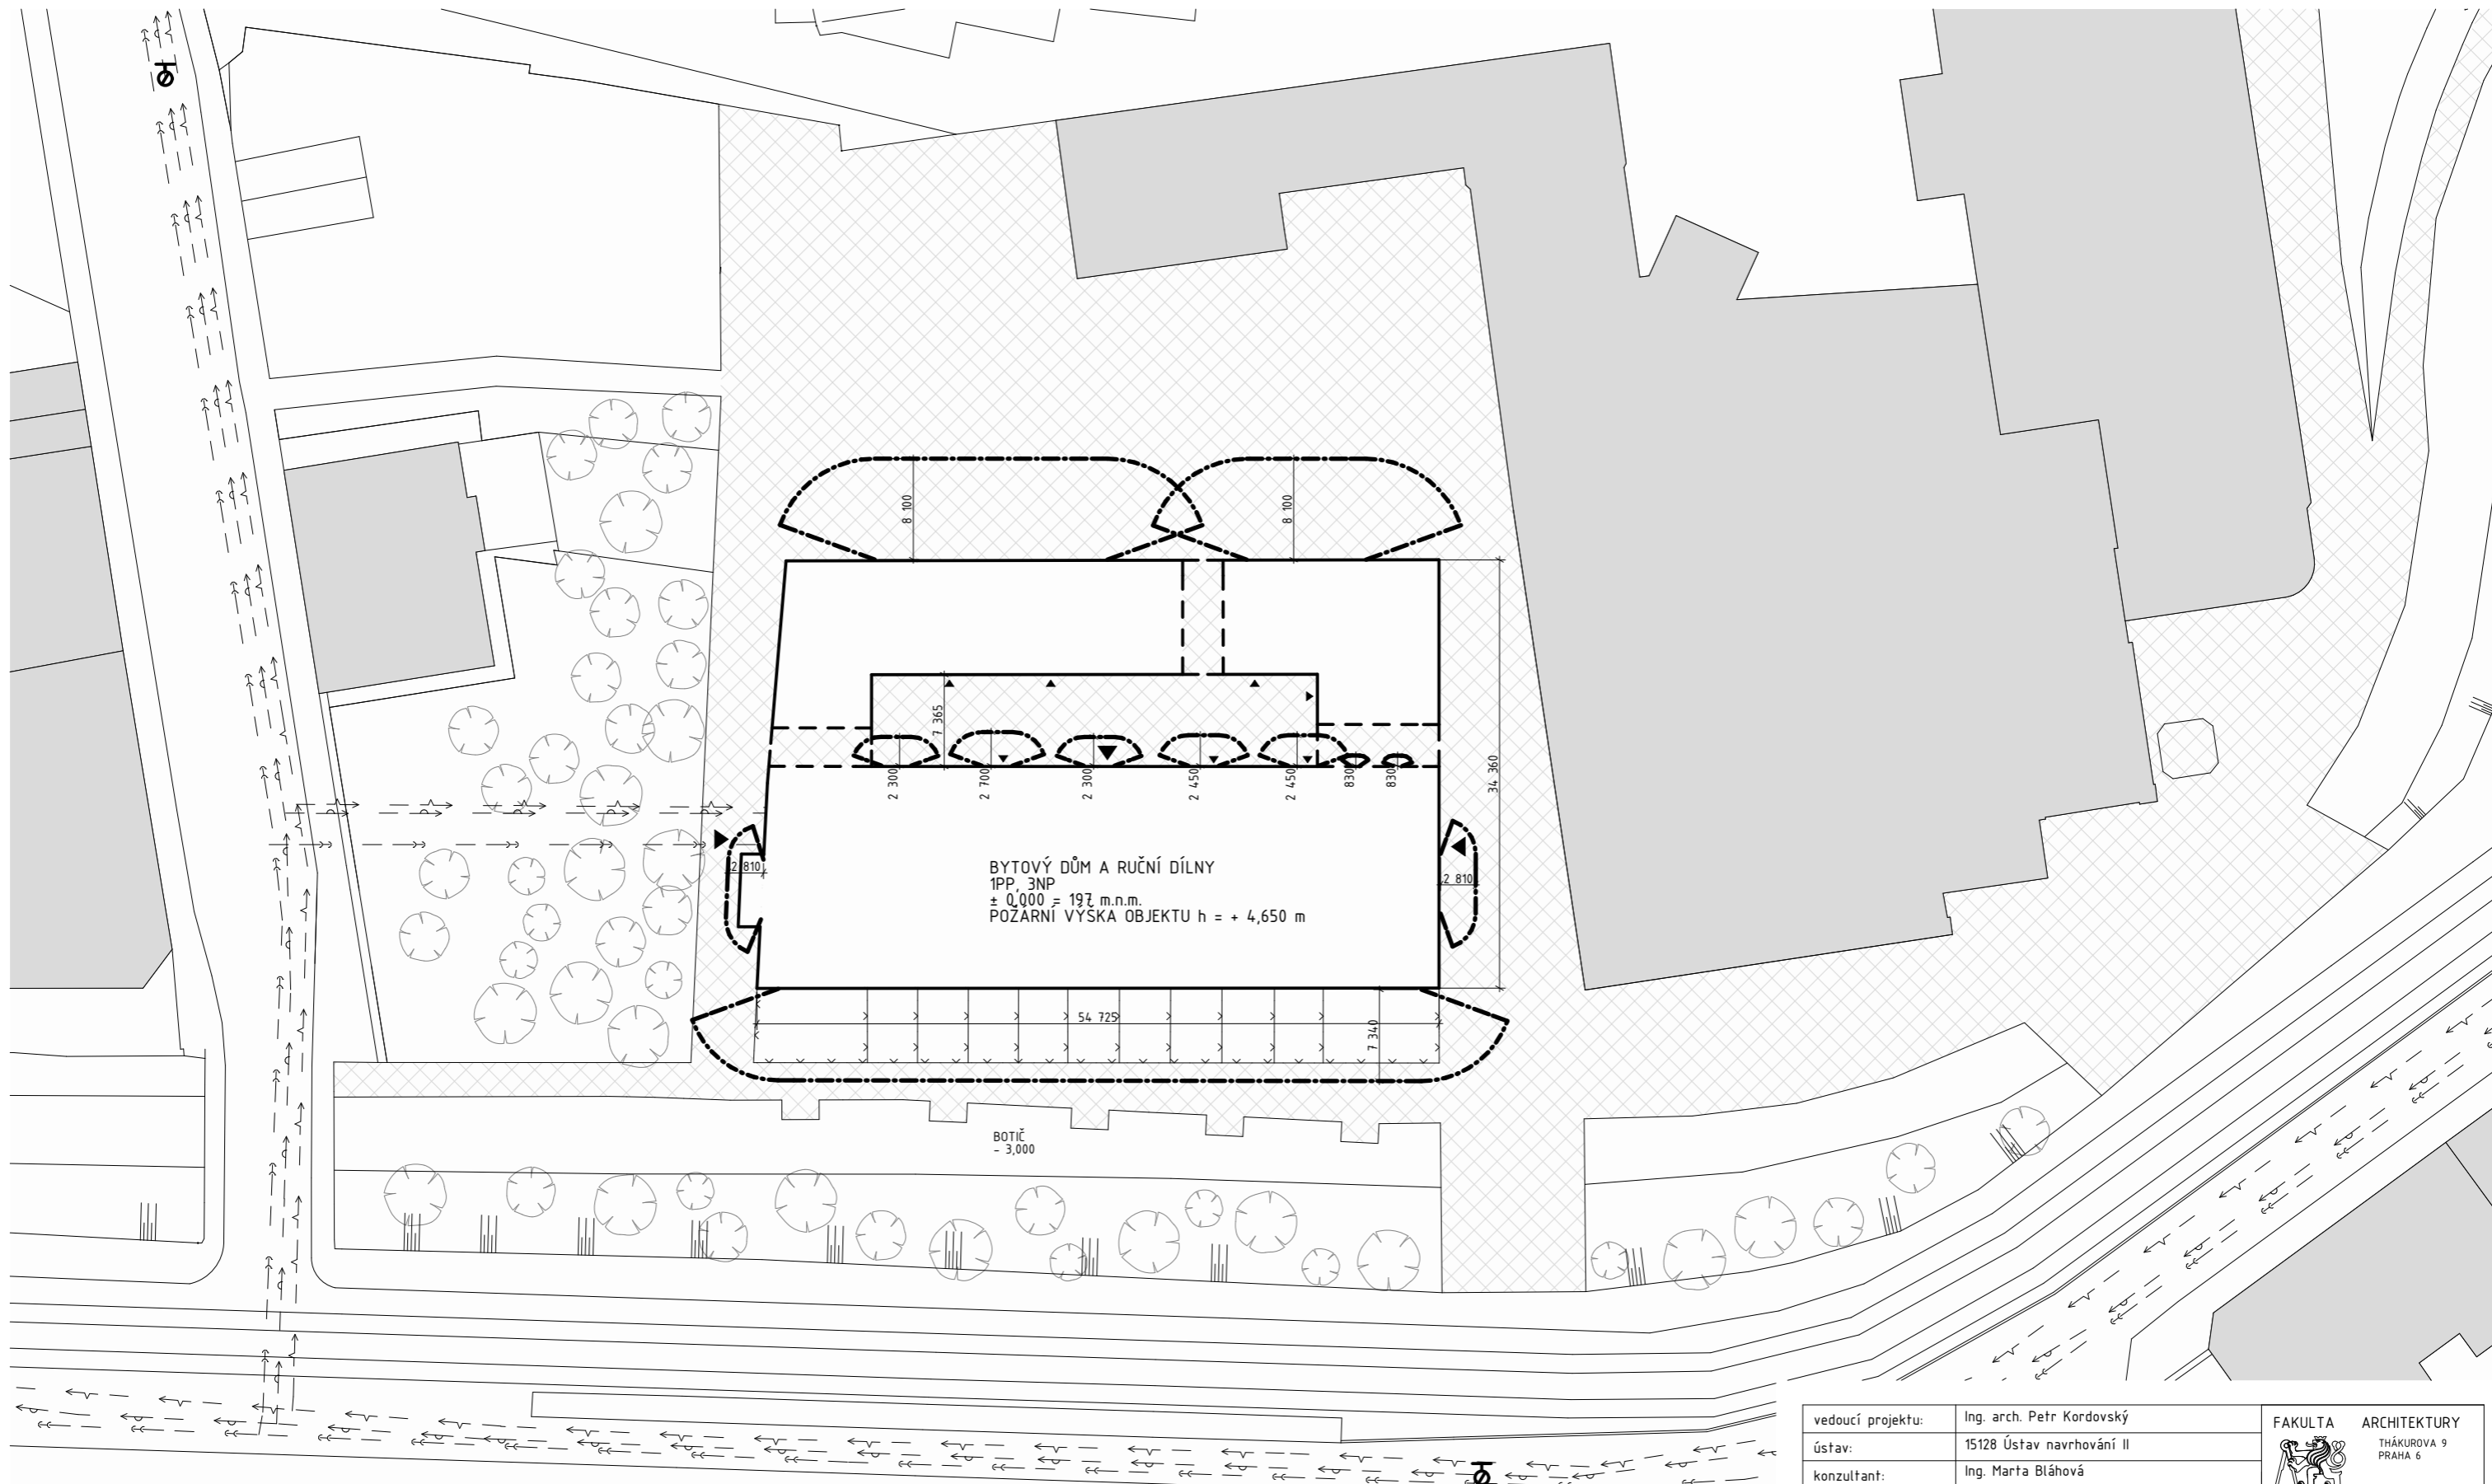 8 100
8 100
7 365
2 300
2 700
2 300
2 450
2 450
830
830
34 360
2 810
2 810
BYTOVÝ DŮM A RUČNÍ DÍLNY
1PP, 3NP
± 0,000 = 197 m.n.m.
POŽÁRNÍ VÝŠKA OBJEKTU h = + 4,650 m
54 725
7 340
BOTIČ
- 3,000
vedoucí projektu: Ing. arch. Petr Kordovský
ústav: 15128 Ústav navrhování II
konzultant: Ing. Marta Bláhová
FAKULTA ARCHITEKTURY
THÁKUROVA 9
PRAHA 6